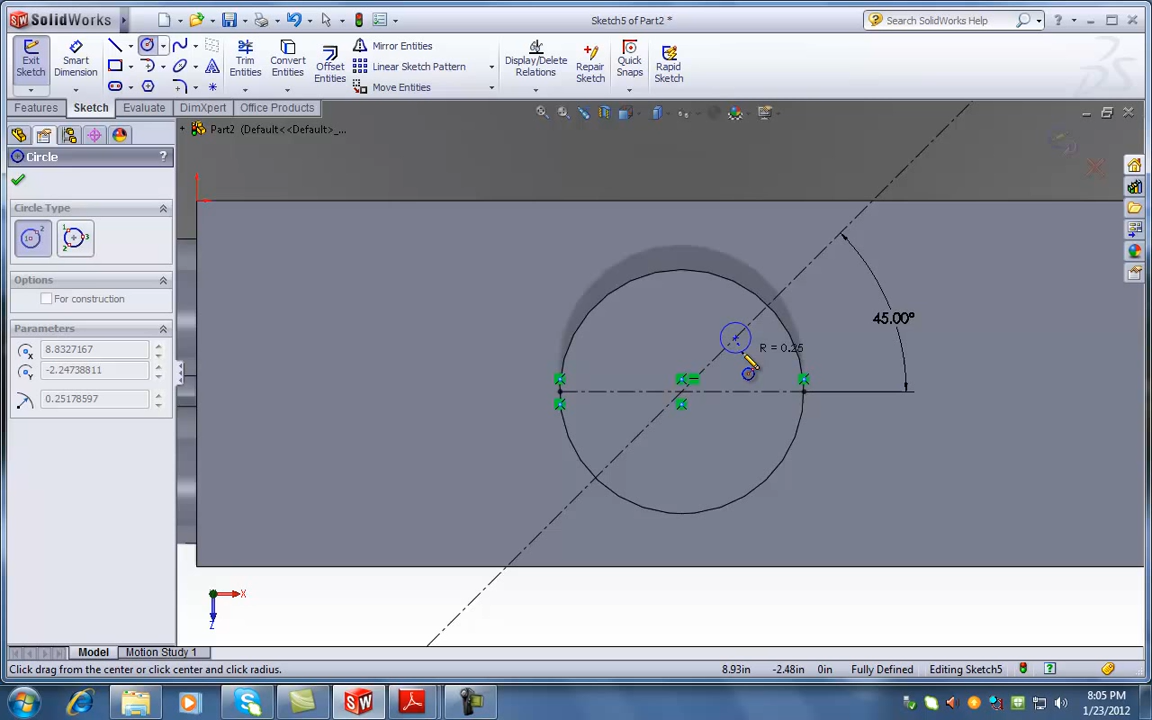 SolidWorks
Sketch5 of Part2 *
Search SolidWorks Help
Exit Sketch
Smart Dimension
Trim Entities
Convert Entities
Offset Entities
Mirror Entities
Linear Sketch Pattern
Move Entities
Display/Delete Relations
Repair Sketch
Quick Snaps
Rapid Sketch
Features
Sketch
Evaluate
DimXpert
Office Products
Part2 (Default<<Default>_...
Circle
?
Circle Type
Options
For construction
Parameters
8.8327167
-2.24738811
0.25178597
45.00°
R = 0.25
X
Z
Model
Motion Study 1
Click drag from the center or click center and click radius.
8.93in
-2.48in
0in
Fully Defined
Editing Sketch5
8:05 PM
1/23/2012